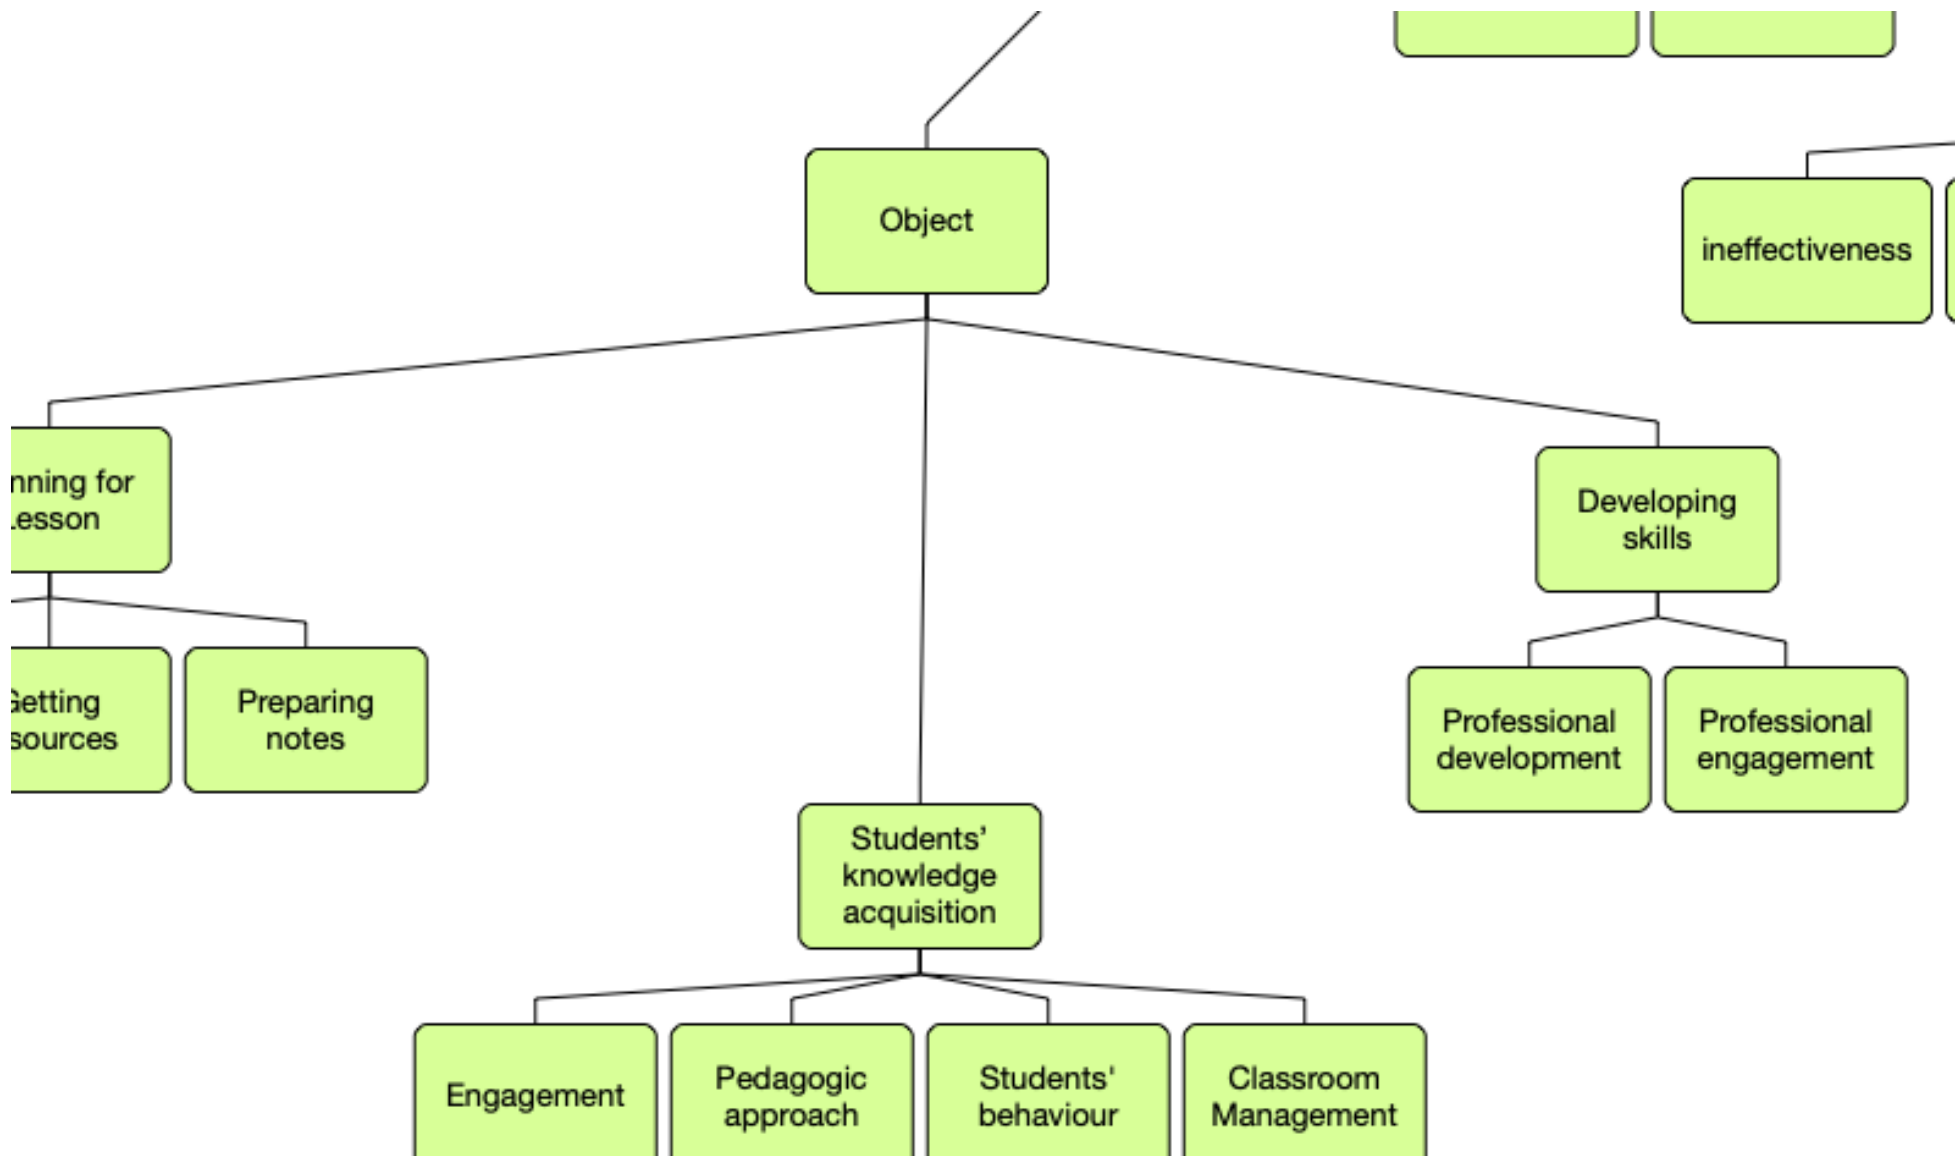 Object
ineffectiveness
nning for
esson
Developing
skills
etting
sources
Preparing
notes
Professional
development
Professional
engagement
Students’
knowledge
acquisition
Engagement
Pedagogic
approach
Students'
behaviour
Classroom
Management